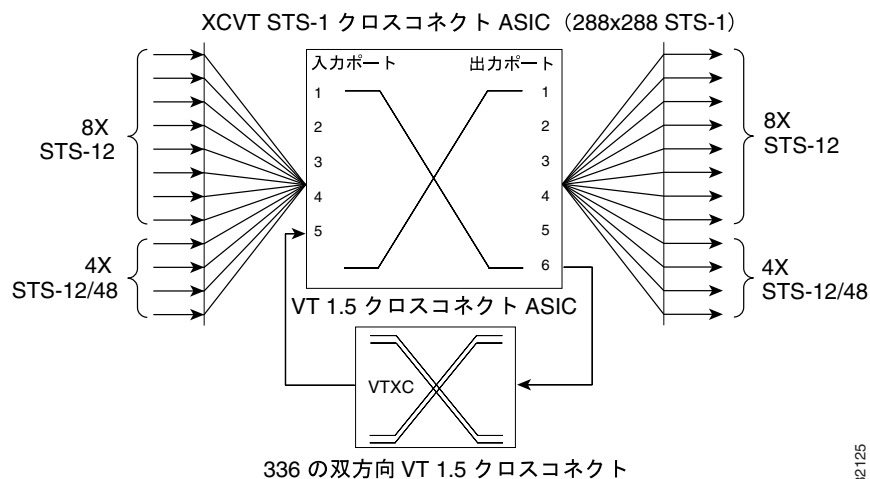 XCVT STS-1 クロスコネクト ASIC（288x288 STS-1）
入力ポート 出力ポート
1 1
2 2
3 3
4 4
5 5
6
8X
STS-12
4X
STS-12/48
8X
STS-12
4X
STS-12/48
VT 1.5 クロスコネクト ASIC
VTXC
336 の双方向 VT 1.5 クロスコネクト